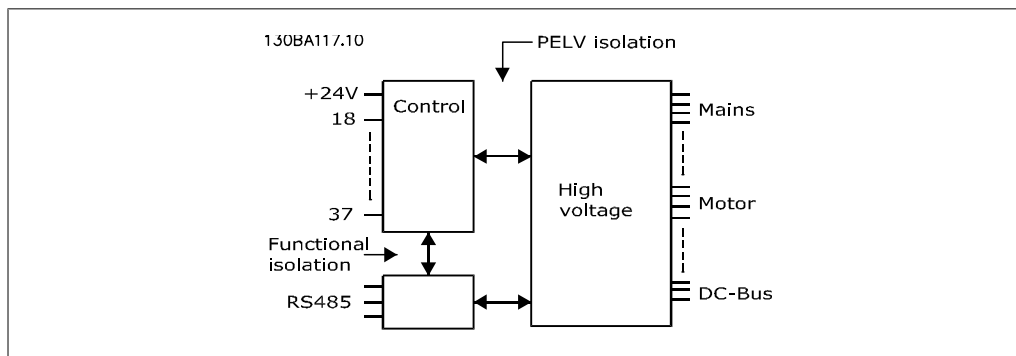 130BA117.10
PELV isolation
+24V
Control
18
Mains
High
voltage
37
Motor
Functional
isolation
RS485
DC-Bus